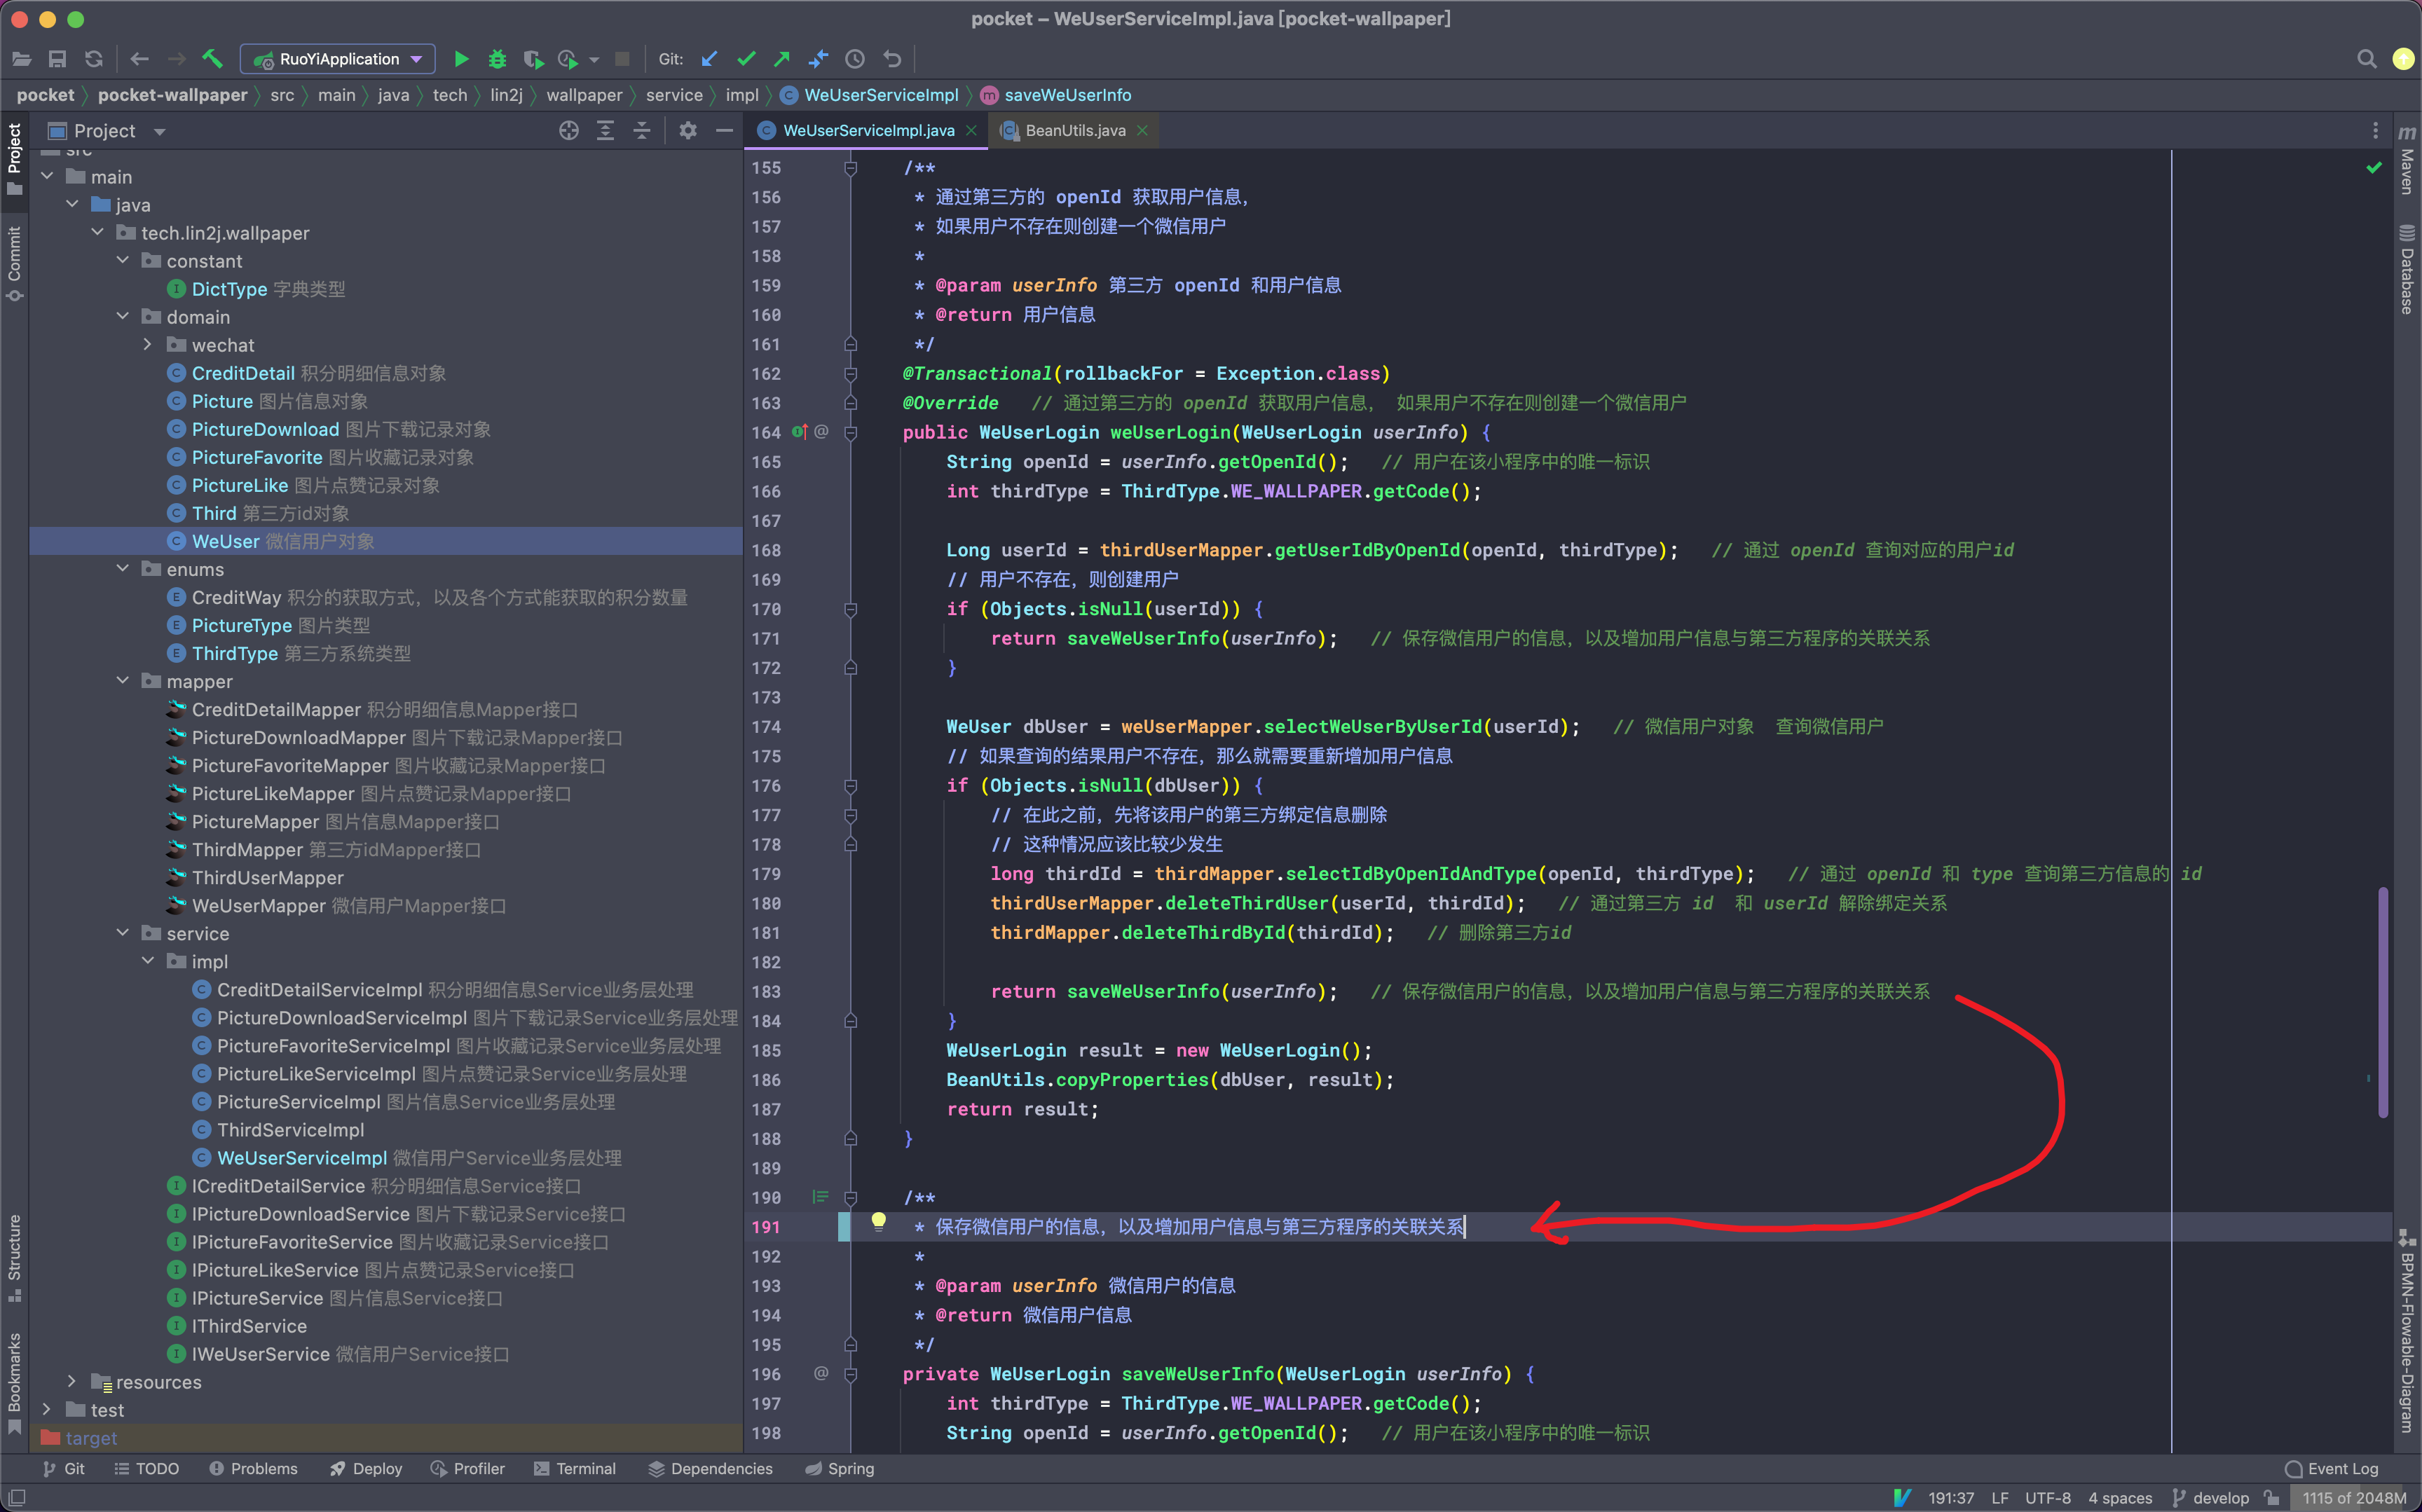 pocket – WeUserServiceImpl.java [pocket-wallpaper]
RuoYiApplication Git:
pocket pocket-wallpaper src main java tech lin2j wallpaper service impl WeUserServiceImpl saveWeUserInfo
Project
WeUserServiceImpl.java BeanUtils.java
Project
Commit
Structure
Bookmarks
src
main
java
tech.lin2j.wallpaper
constant
DictType 字典类型
domain
wechat
CreditDetail 积分明细信息对象
Picture 图片信息对象
PictureDownload 图片下载记录对象
PictureFavorite 图片收藏记录对象
PictureLike 图片点赞记录对象
Third 第三方id对象
WeUser 微信用户对象
enums
CreditWay 积分的获取方式，以及各个方式能获取的积分数量
PictureType 图片类型
ThirdType 第三方系统类型
mapper
CreditDetailMapper 积分明细信息Mapper接口
PictureDownloadMapper 图片下载记录Mapper接口
PictureFavoriteMapper 图片收藏记录Mapper接口
PictureLikeMapper 图片点赞记录Mapper接口
PictureMapper 图片信息Mapper接口
ThirdMapper 第三方idMapper接口
ThirdUserMapper
WeUserMapper 微信用户Mapper接口
service
impl
CreditDetailServiceImpl 积分明细信息Service业务层处理
PictureDownloadServiceImpl 图片下载记录Service业务层处理
PictureFavoriteServiceImpl 图片收藏记录Service业务层处理
PictureLikeServiceImpl 图片点赞记录Service业务层处理
PictureServiceImpl 图片信息Service业务层处理
ThirdServiceImpl
WeUserServiceImpl 微信用户Service业务层处理
ICreditDetailService 积分明细信息Service接口
IPictureDownloadService 图片下载记录Service接口
IPictureFavoriteService 图片收藏记录Service接口
IPictureLikeService 图片点赞记录Service接口
IPictureService 图片信息Service接口
IThirdService
IWeUserService 微信用户Service接口
resources
test
target
155 /**
156 * 通过第三方的 openId 获取用户信息，
157 * 如果用户不存在则创建一个微信用户
158 *
159 * @param userInfo 第三方 openId 和用户信息
160 * @return 用户信息
161 */
162 @Transactional(rollbackFor = Exception.class)
163 @Override // 通过第三方的 openId 获取用户信息， 如果用户不存在则创建一个微信用户
164 @ public WeUserLogin weUserLogin(WeUserLogin userInfo) {
165 String openId = userInfo.getOpenId(); // 用户在该小程序中的唯一标识
166 int thirdType = ThirdType.WE_WALLPAPER.getCode();
167
168 Long userId = thirdUserMapper.getUserIdByOpenId(openId, thirdType); // 通过 openId 查询对应的用户id
169 // 用户不存在，则创建用户
170 if (Objects.isNull(userId)) {
171 return saveWeUserInfo(userInfo); // 保存微信用户的信息，以及增加用户信息与第三方程序的关联关系
172 }
173
174 WeUser dbUser = weUserMapper.selectWeUserByUserId(userId); // 微信用户对象 查询微信用户
175 // 如果查询的结果用户不存在，那么就需要重新增加用户信息
176 if (Objects.isNull(dbUser)) {
177 // 在此之前，先将该用户的第三方绑定信息删除
178 // 这种情况应该比较少发生
179 long thirdId = thirdMapper.selectIdByOpenIdAndType(openId, thirdType); // 通过 openId 和 type 查询第三方信息的 id
180 thirdUserMapper.deleteThirdUser(userId, thirdId); // 通过第三方 id 和 userId 解除绑定关系
181 thirdMapper.deleteThirdById(thirdId); // 删除第三方id
182
183 return saveWeUserInfo(userInfo); // 保存微信用户的信息，以及增加用户信息与第三方程序的关联关系
184 }
185 WeUserLogin result = new WeUserLogin();
186 BeanUtils.copyProperties(dbUser, result);
187 return result;
188 }
189
190 /**
191 * 保存微信用户的信息，以及增加用户信息与第三方程序的关联关系
192 *
193 * @param userInfo 微信用户的信息
194 * @return 微信用户信息
195 */
196 @ private WeUserLogin saveWeUserInfo(WeUserLogin userInfo) {
197 int thirdType = ThirdType.WE_WALLPAPER.getCode();
198 String openId = userInfo.getOpenId(); // 用户在该小程序中的唯一标识
Maven
Database
BPMN-Flowable-Diagram
Git TODO Problems Deploy Profiler Terminal Dependencies Spring Event Log
191:37 LF UTF-8 4 spaces develop 1115 of 2048M